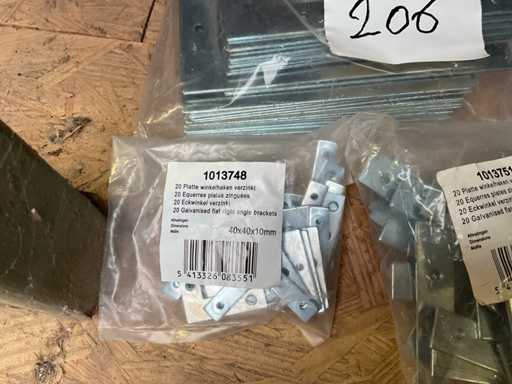 206
1013748
20 Platte winkelhaken verzinkt
20 Equerres plates zinguées
20 Eckwinkel verzinkt
20 Galvanised flat right angle brackets
Afmetingen
Dimensions
Maße
40x40x10mm
5 413326 083551
1013751
20 Platte winkelhaken
20 Equerres plates
20 Eckwinkel verzinkt
20 Galvanised flat
Afmetingen
Dimensions
Maße